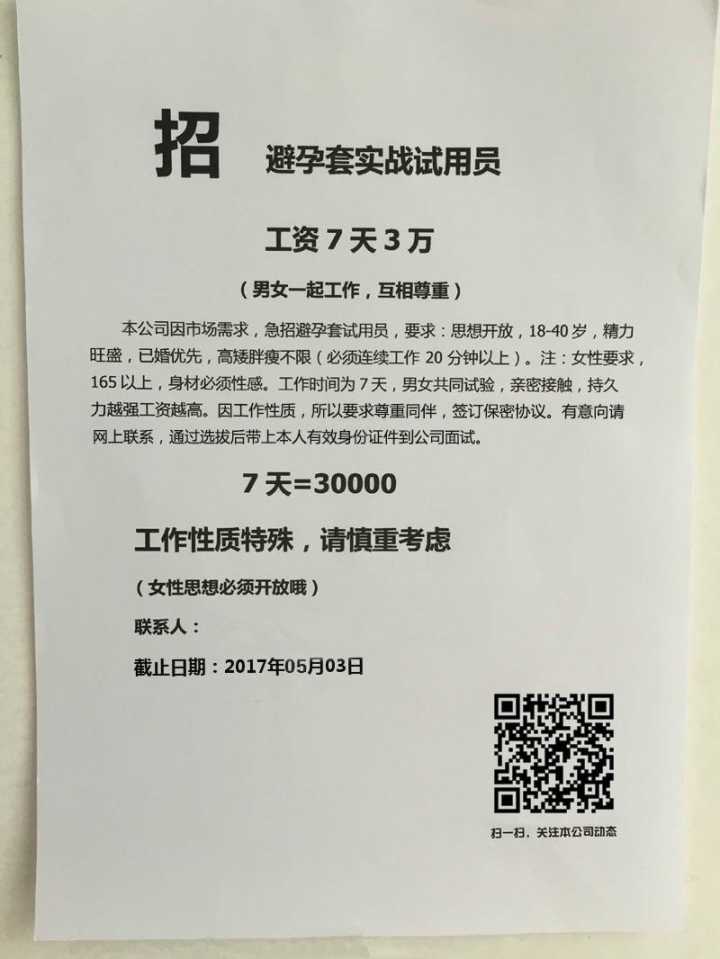 招 避孕套实战试用员
工资 7 天 3 万
（男女一起工作，互相尊重）
本公司因市场需求，急招避孕套试用员，要求：思想开放，18-40 岁，精力
旺盛，已婚优先，高矮胖瘦不限（必须连续工作 20 分钟以上）。注：女性要求，
165 以上，身材必须性感。工作时间为 7 天，男女共同试验，亲密接触，持久
力越强工资越高。因工作性质，所以要求尊重同伴，签订保密协议。有意向请
网上联系，通过选拔后带上本人有效身份证件到公司面试。
7 天=30000
工作性质特殊，请慎重考虑
（女性思想必须开放哦）
联系人：
截止日期：2017年05月03日
扫一扫，关注本公司动态